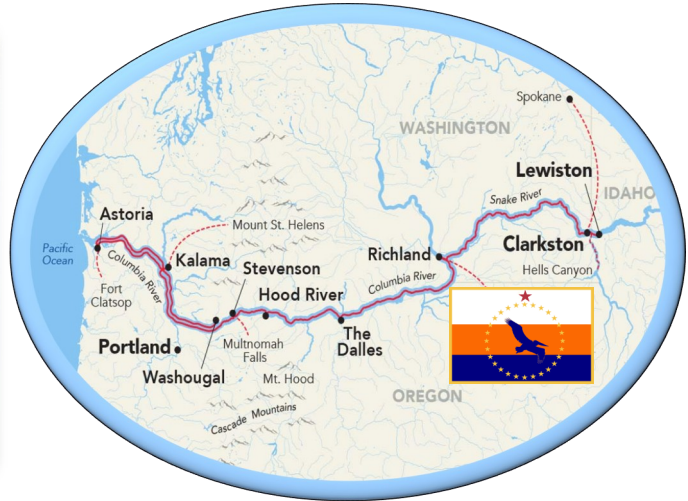 Spokane
WASHINGTON
Lewiston
IDAHO
Snake River
Astoria
Mount St. Helens
Pacific
Ocean
Columbia River
Kalama
Richland
Clarkston
Hells Canyon
Stevenson
Columbia River
Fort
Clatsop
Hood River
Portland
Multnomah
Falls
The
Dalles
Washougal
Mt. Hood
OREGON
Cascade Mountains